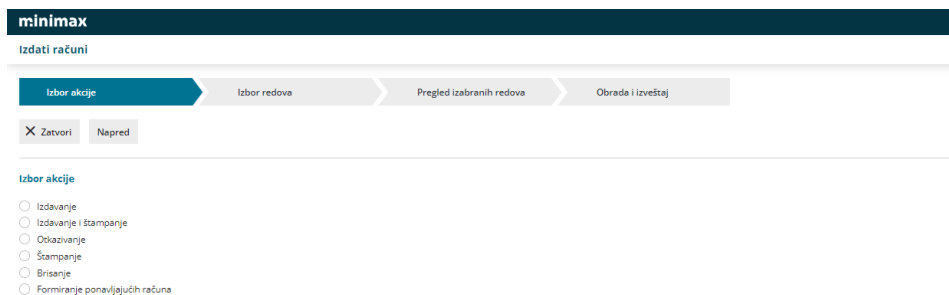 minimax
Izdati računi
Izbor akcije
Izbor redova
Pregled izabranih redova
Obrada i izveštaj
Zatvori
Napred
Izbor akcije
Izdavanje
Izdavanje i štampanje
Otkazivanje
Štampanje
Brisanje
Formiranje ponavljajućih računa